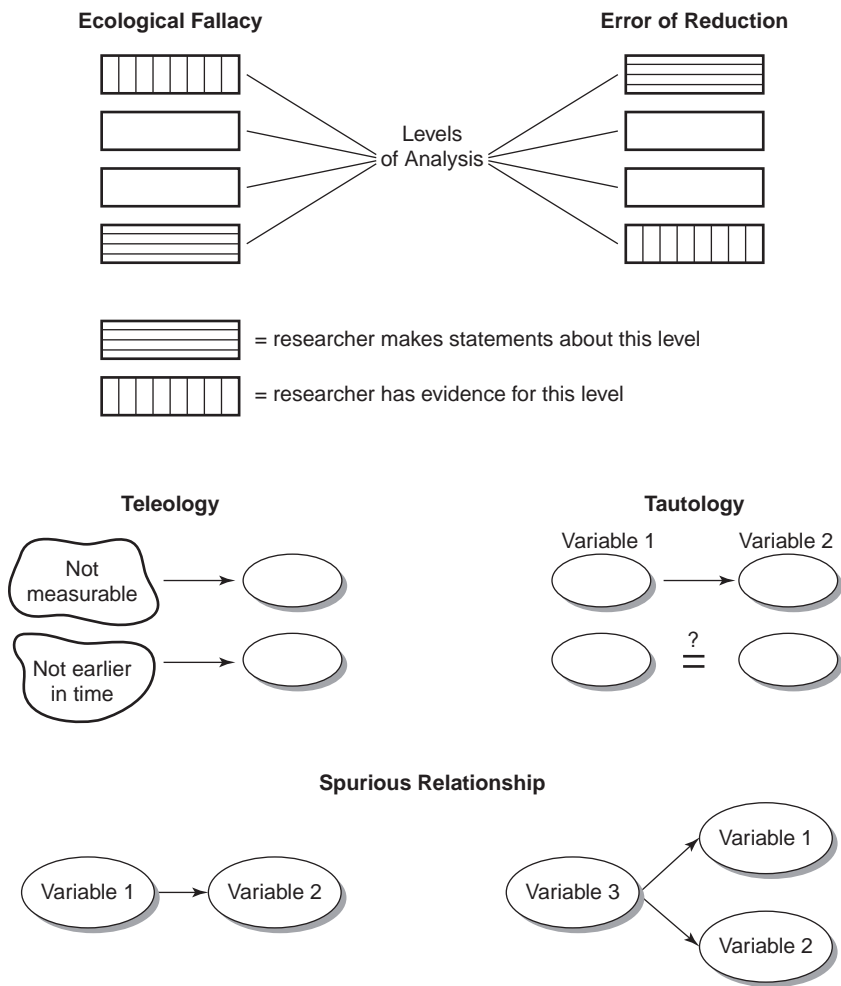 Ecological Fallacy
Error of Reduction
Levels
of Analysis
= researcher makes statements about this level
= researcher has evidence for this level
Teleology
Tautology
Not
measurable
Variable 1
Variable 2
Not earlier
in time
?
=
Spurious Relationship
Variable 1
Variable 2
Variable 3
Variable 1
Variable 2